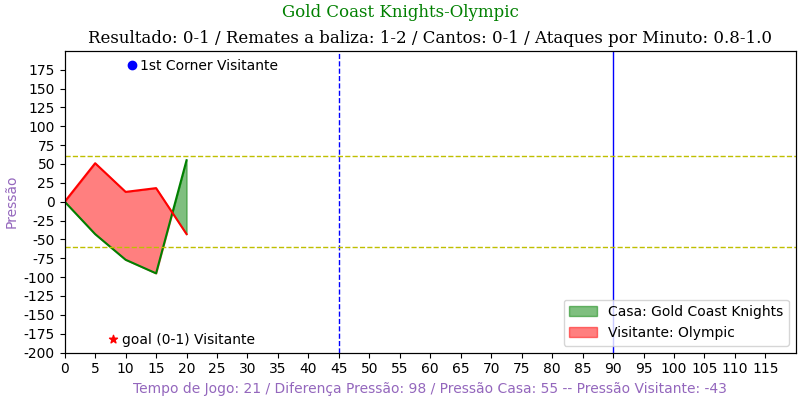 Gold Coast Knights-Olympic
Resultado: 0-1 / Remates a baliza: 1-2 / Cantos: 0-1 / Ataques por Minuto: 0.8-1.0
175
150
125
100
75
50
25
0
-25
-50
-75
-100
-125
-150
-175
-200
Pressão
1st Corner Visitante
goal (0-1) Visitante
Casa: Gold Coast Knights
Visitante: Olympic
0 5 10 15 20 25 30 35 40 45 50 55 60 65 70 75 80 85 90 95 100 105 110 115
Tempo de Jogo: 21 / Diferença Pressão: 98 / Pressão Casa: 55 -- Pressão Visitante: -43